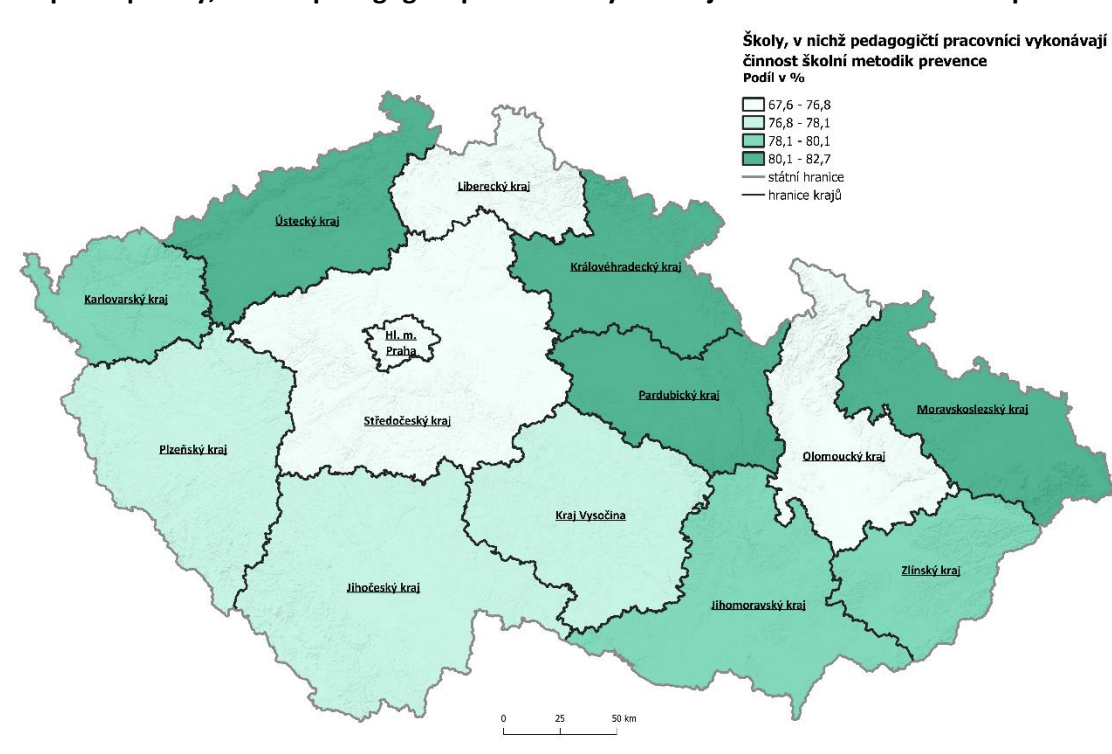 Školy, v nichž pedagogičtí pracovníci vykonávají
činnost školní metodik prevence
Podíl v %
67,6 - 76,8
76,8 - 78,1
78,1 - 80,1
80,1 - 82,7
státní hranice
hranice krajů
Liberecký kraj
Ústecký kraj
Královéhradecký kraj
Karlovarský kraj
Hl. m.
Praha
Pardubický kraj
Moravskoslezský kraj
Středočeský kraj
Plzeňský kraj
Olomoucký kraj
Kraj Vysočina
Zlínský kraj
Jihočeský kraj
Jihomoravský kraj
0 25 50 km